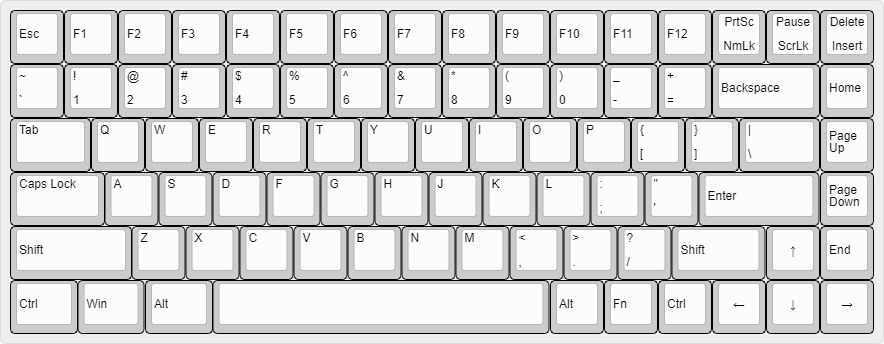 Esc F1 F2 F3 F4 F5 F6 F7 F8 F9 F10 F11 F12 PrtSc Pause Delete
NmLk ScrLk Insert
~ ! @ # $ % ^ & * ( ) _ + Backspace Home
` 1 2 3 4 5 6 7 8 9 0 - =
Tab Q W E R T Y U I O P { } | Page Up
[ ] \
Caps Lock A S D F G H J K L : " Enter Page Down
; '
Shift Z X C V B N M < > ? Shift ↑ End
, . /
Ctrl Win Alt Alt Fn Ctrl ← ↓ →